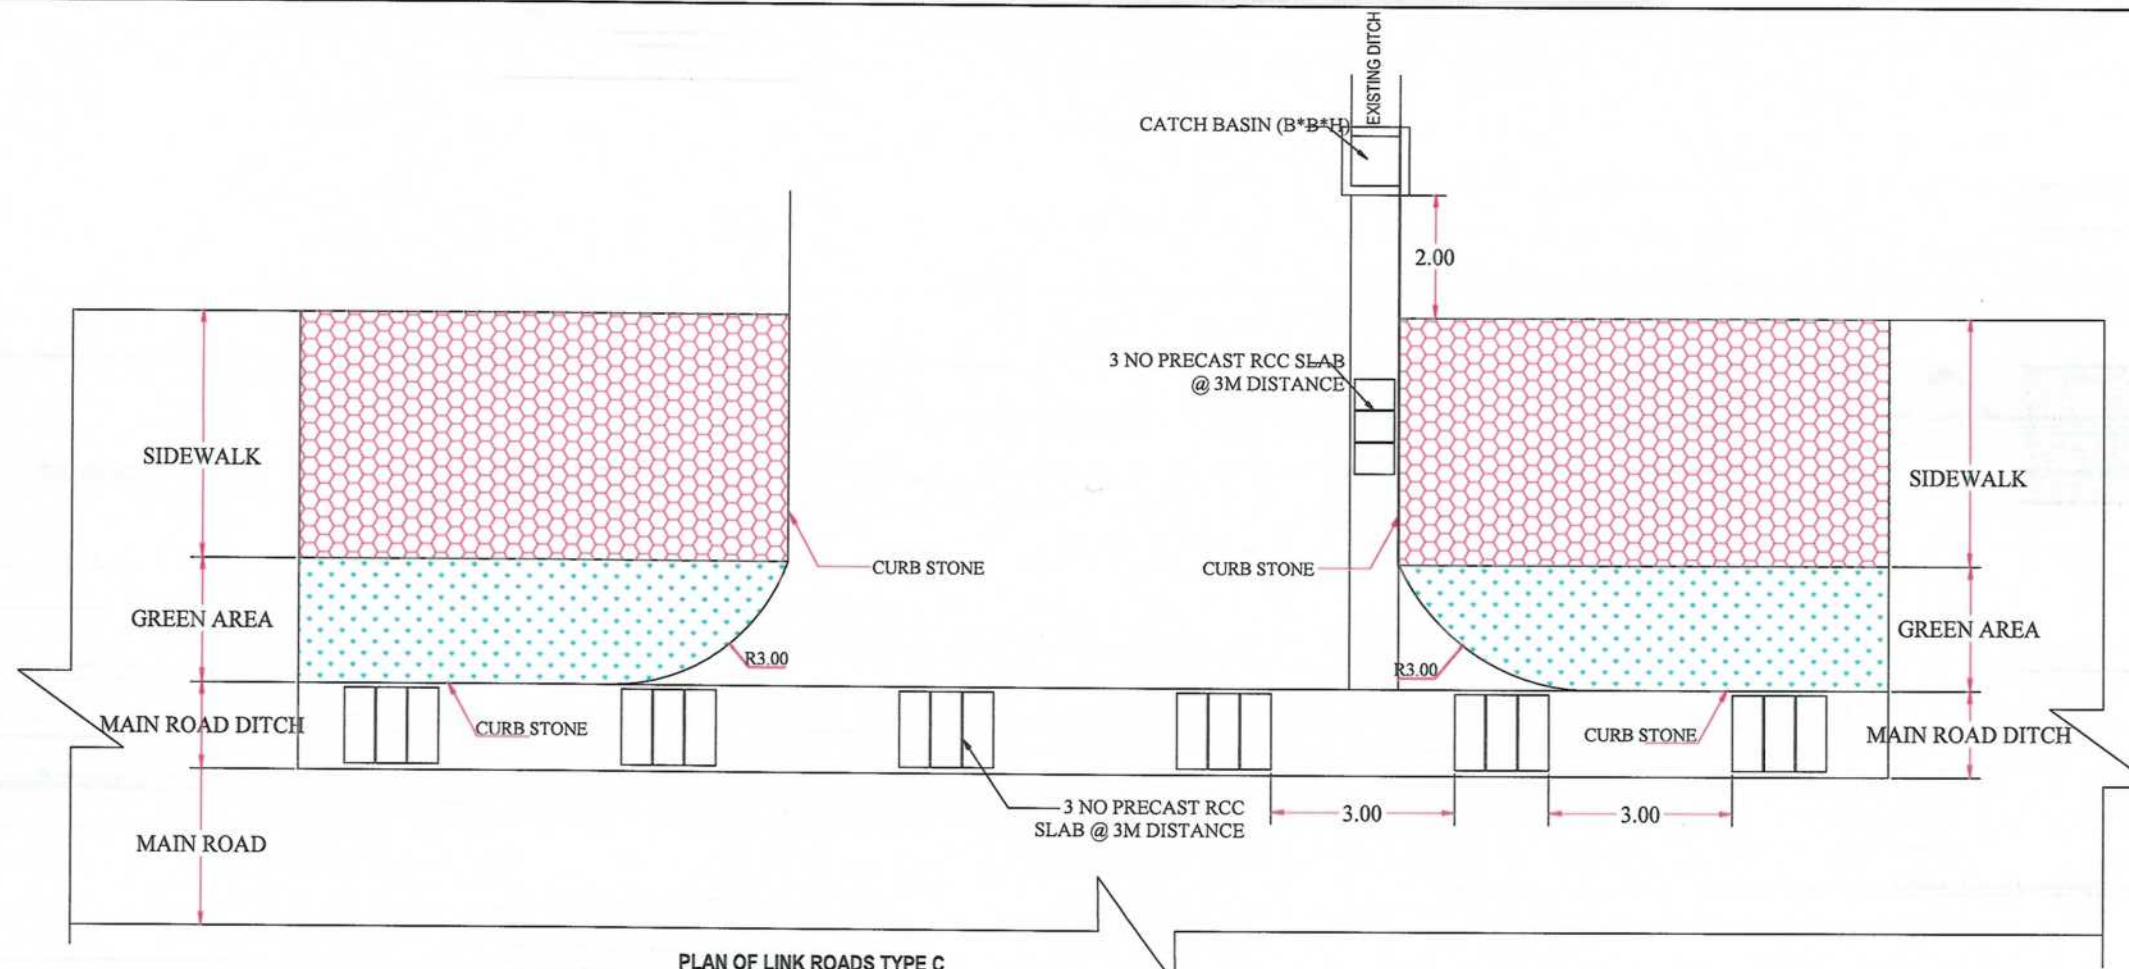 EXISTING DITCH
CATCH BASIN (B*B*H)
2.00
3 NO PRECAST RCC SLAB
@ 3M DISTANCE
SIDEWALK
SIDEWALK
CURB STONE
CURB STONE
GREEN AREA
GREEN AREA
R3.00
R3.00
MAIN ROAD DITCH
CURB STONE
CURB STONE
MAIN ROAD DITCH
3 NO PRECAST RCC
SLAB @ 3M DISTANCE
3.00
3.00
MAIN ROAD
PLAN OF LINK ROADS TYPE C